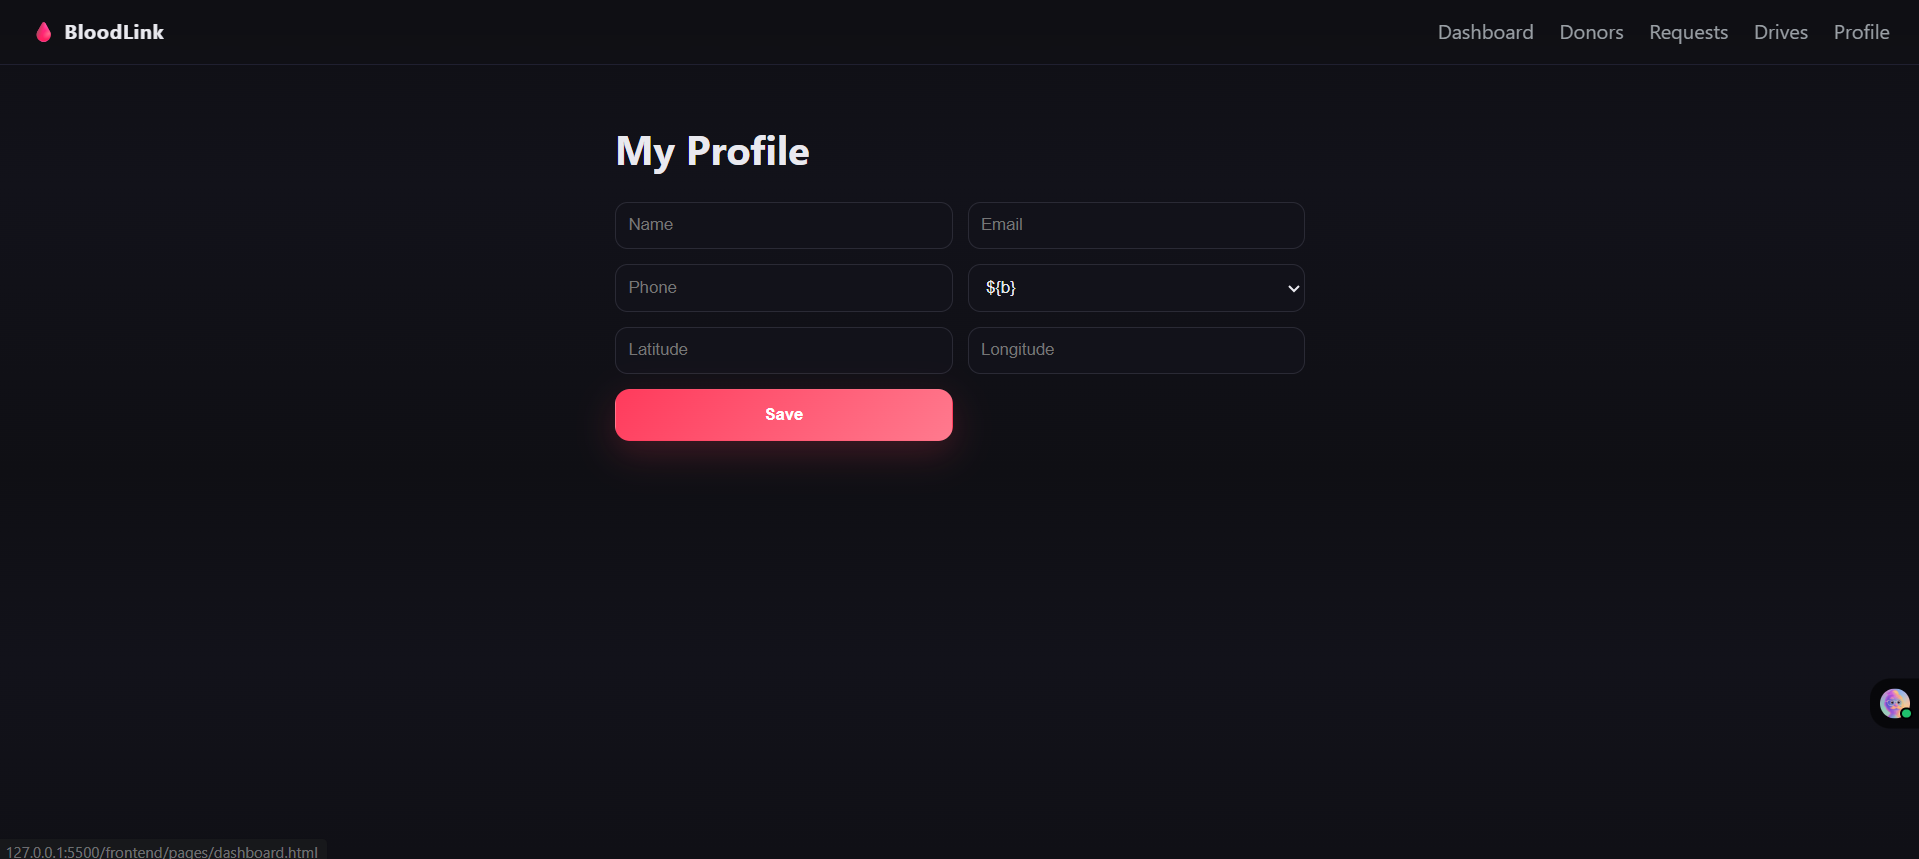 BloodLink
Dashboard Donors Requests Drives Profile
My Profile
Name
Email
Phone
${b}
Latitude
Longitude
Save
127.0.0.1:5500/frontend/pages/dashboard.html